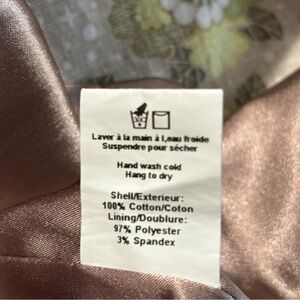 Laver à la main à l,eau froide
Suspendre pour sécher
Hand wash cold
Hang to dry
Shell/Exterieur:
100% Cotton/Coton
Lining/Doublure:
97% Polyester
3% Spandex